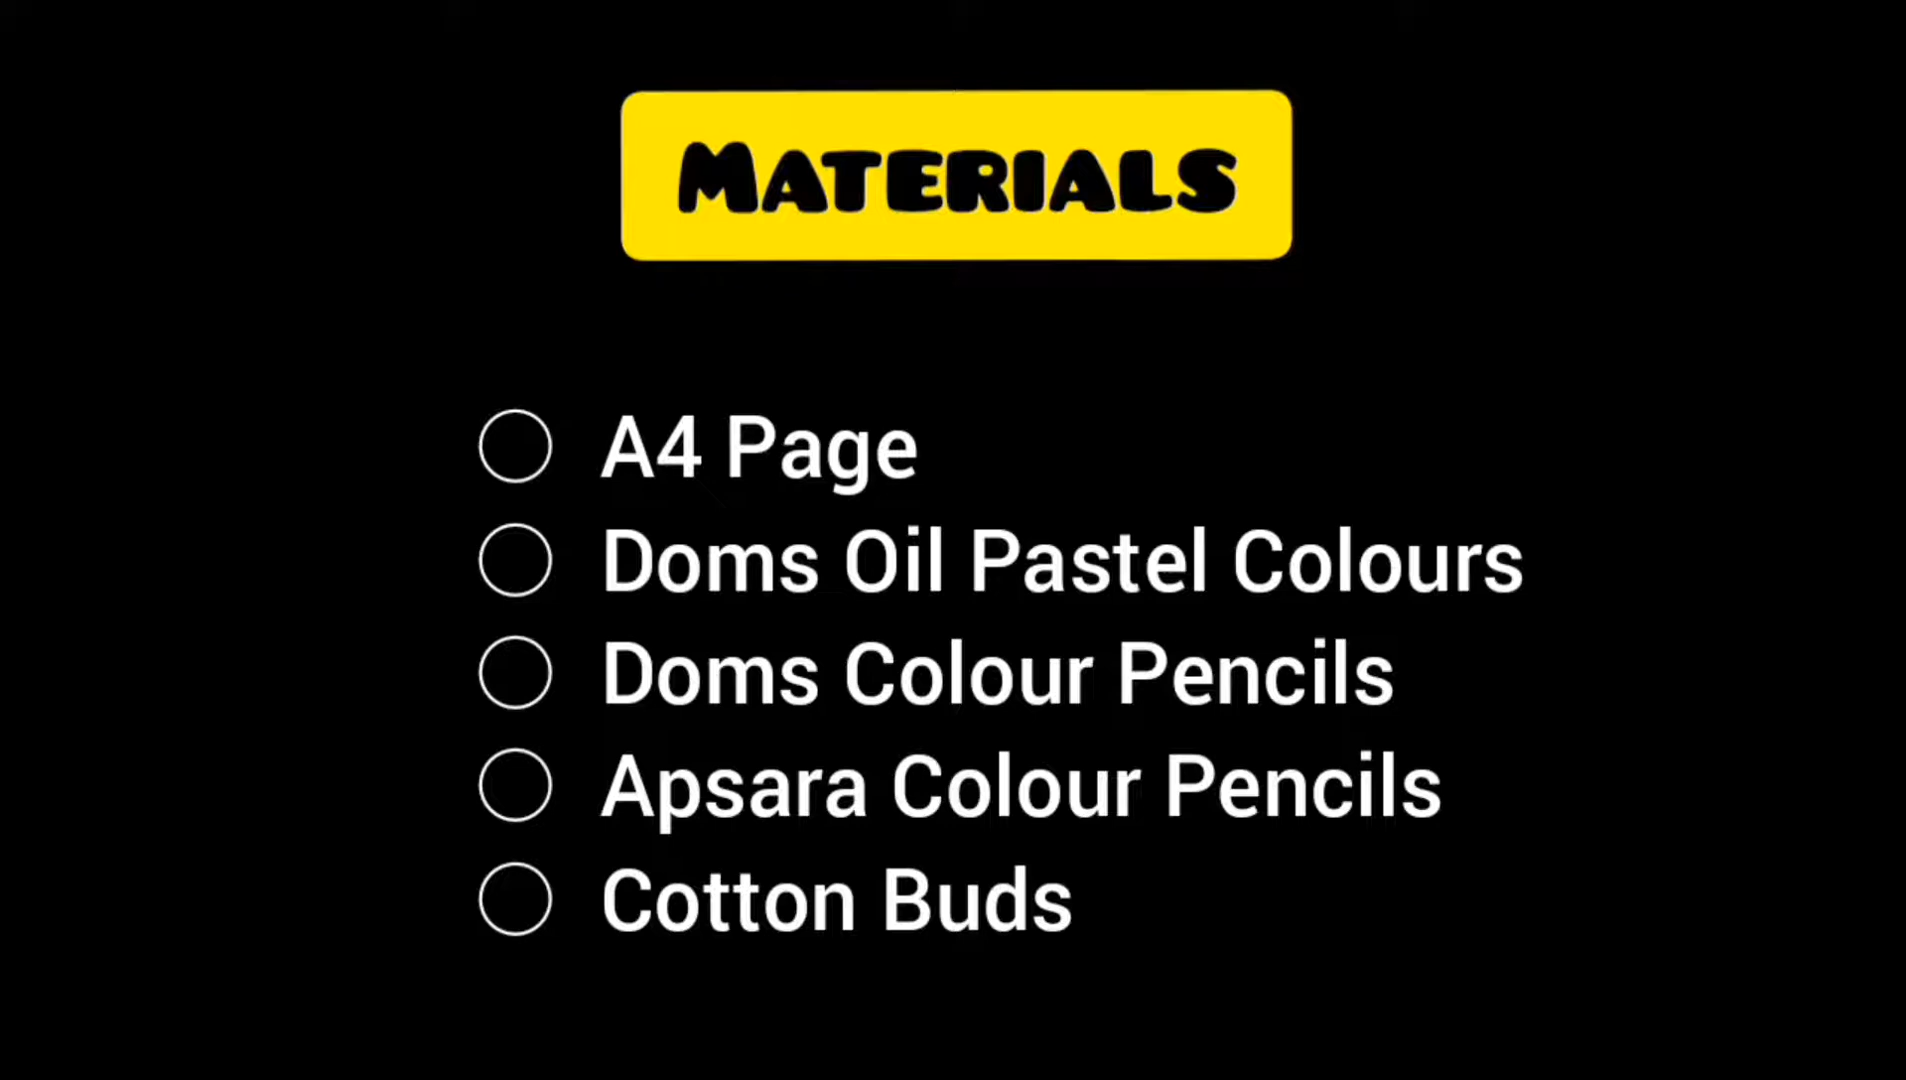 MATERIALS
A4 Page
Doms Oil Pastel Colours
Doms Colour Pencils
Apsara Colour Pencils
Cotton Buds